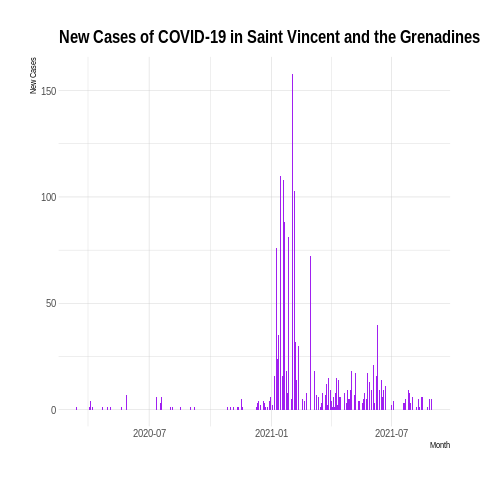 New Cases of COVID-19 in Saint Vincent and the Grenadines
New Cases
150
100
50
0
2020-07 2021-01 2021-07
Month